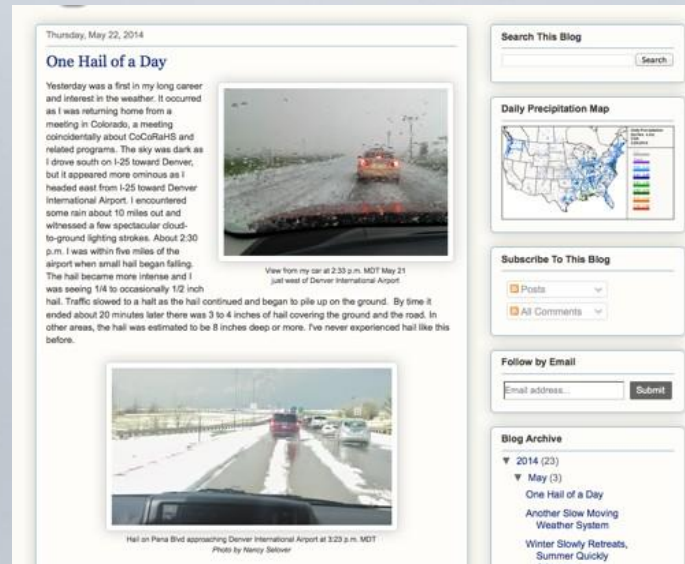 Thursday, May 22, 2014
One Hail of a Day
Yesterday was a first in my long career
and interest in the weather. It occurred
as I was returning home from a
meeting in Colorado, a meeting
coincidentally about CoCoRaHS and
related programs. The sky was dark as
I drove south on I-25 toward Denver,
but it appeared more ominous as I
headed east from I-25 toward Denver
International Airport. I encountered
some rain about 10 miles out and
witnessed a few spectacular cloud-
to-ground lighting strokes. About 2:30
p.m. I was within five miles of the
airport when small hail began falling.
The hail became more intense and I
was seeing 1/4 to occasionally 1/2 inch
hail. Traffic slowed to a halt as the hail continued and began to pile up on the ground. By time it
ended about 20 minutes later there was 3 to 4 inches of hail covering the ground and the road. In
other areas, the hail was estimated to be 8 inches deep or more. I've never experienced hail like this
before.
View from my car at 2:33 p.m. MDT May 21
just west of Denver International Airport
Hail on Pena Blvd approaching Denver International Airport at 3:23 p.m. MDT
Photo by Nancy Selover
Search This Blog
Search
Daily Precipitation Map
Subscribe To This Blog
Posts
All Comments
Follow by Email
Email address...
Submit
Blog Archive
▼ 2014 (23)
▼ May (3)
One Hail of a Day
Another Slow Moving
Weather System
Winter Slowly Retreats,
Summer Quickly